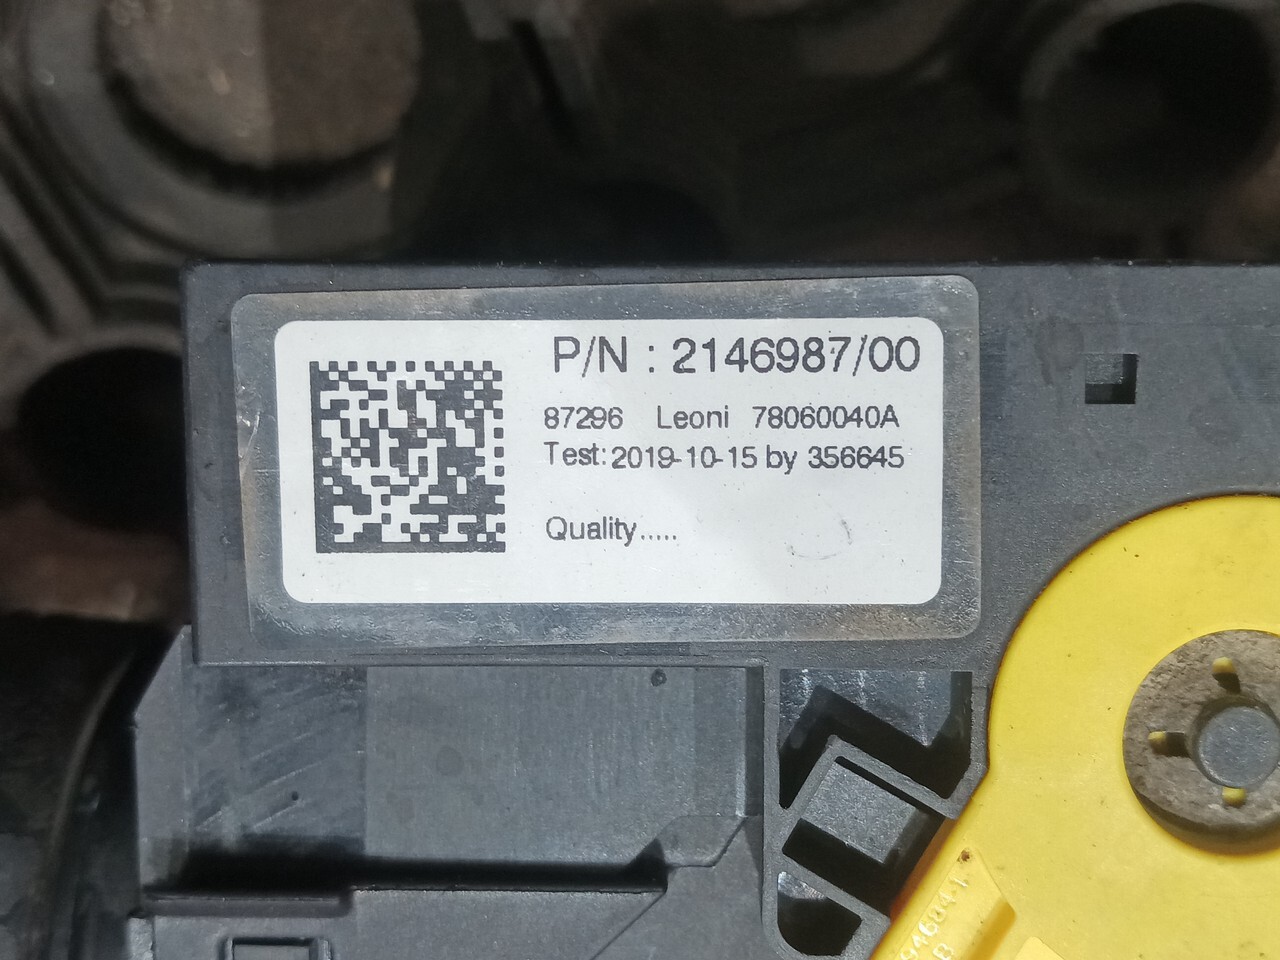 P/N : 2146987/00
87296 Leoni 78060040A
Test: 2019-10-15 by 356645
Quality.....